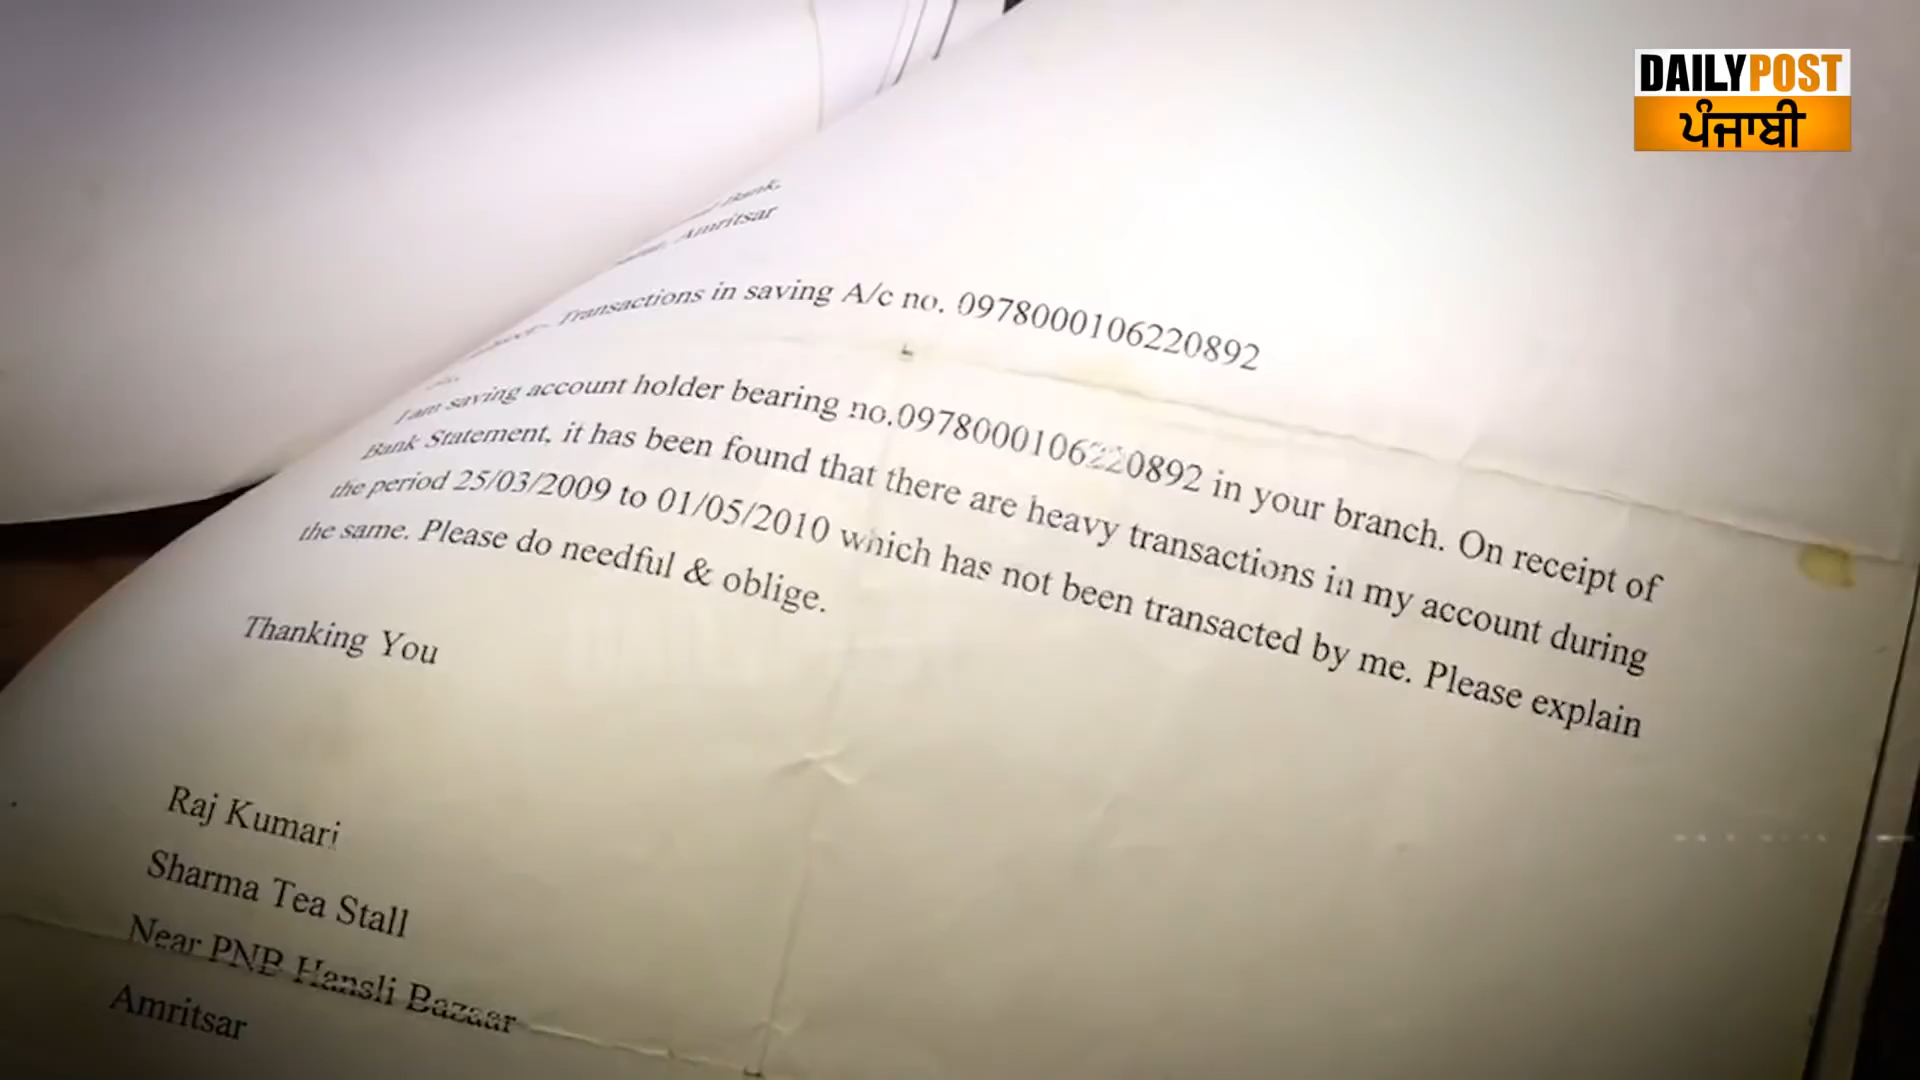 DAILYPOST
ਪੰਜਾਬੀ
Bank,
Amritsar
Transactions in saving A/c no. 0978000106220892
I am saving account holder bearing no.0978000106220892 in your branch. On receipt of
Bank Statement, it has been found that there are heavy transactions in my account during
the period 25/03/2009 to 01/05/2010 which has not been transacted by me. Please explain
the same. Please do needful & oblige.
Thanking You
Raj Kumari
Sharma Tea Stall
Near PNB Hansli Bazaar
Amritsar